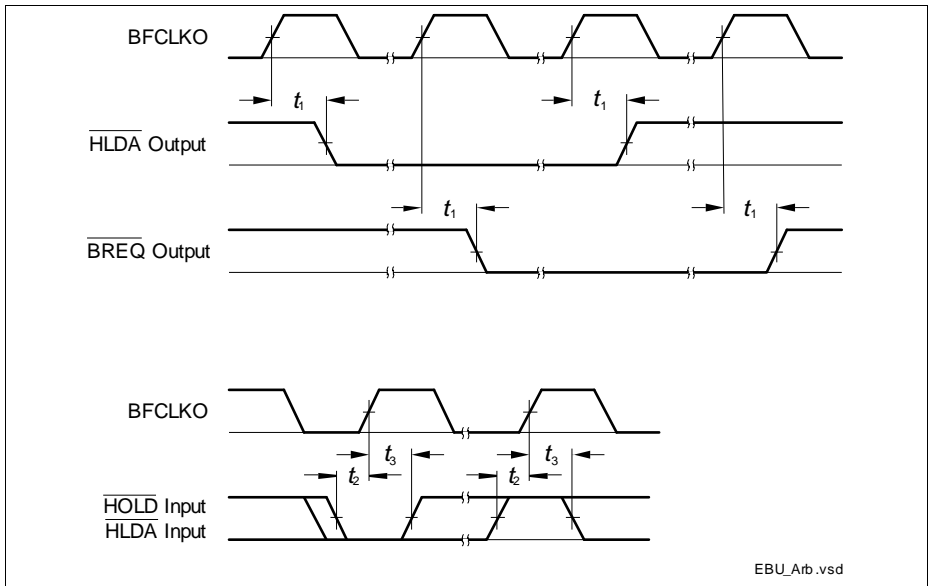 BFCLKO
t₁ t₁
HLDA Output
t₁ t₁
BREQ Output
BFCLKO
t₃ t₃
t₂ t₂
HOLD Input
HLDA Input
EBU_Arb.vsd